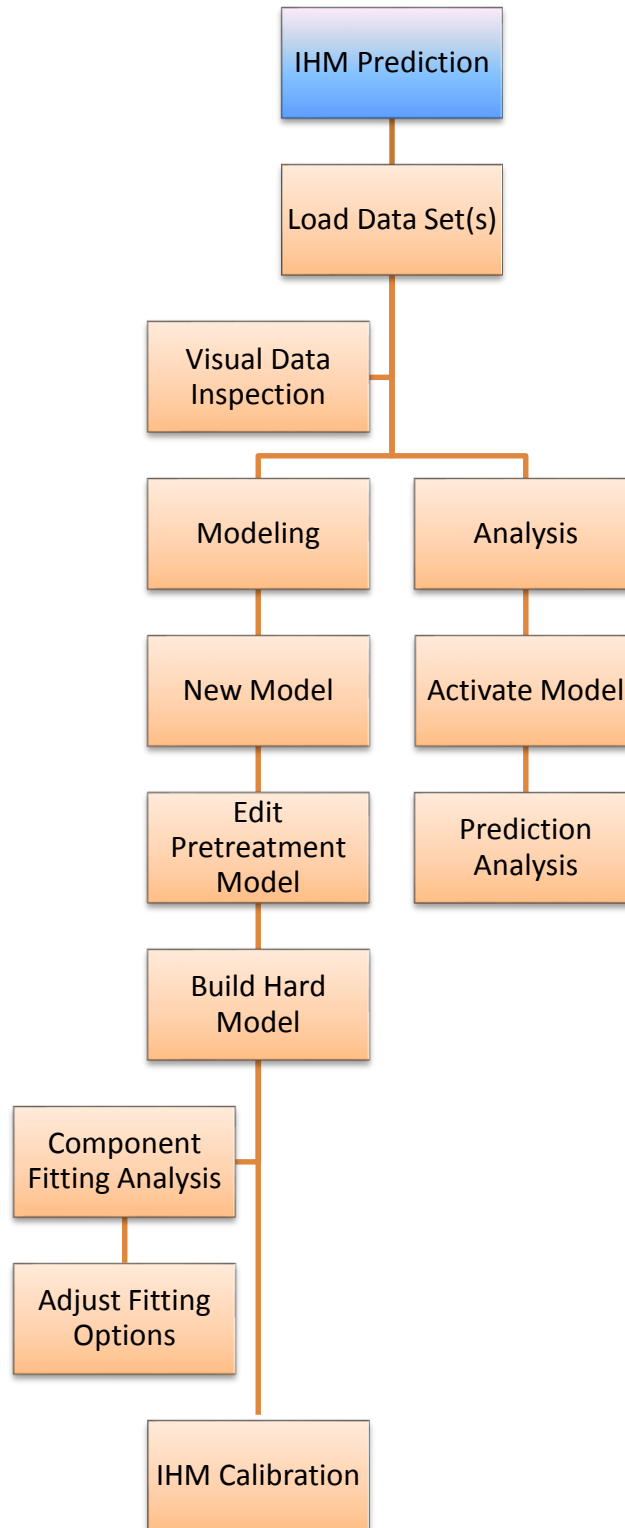 IHM Prediction
Load Data Set(s)
Visual Data
Inspection
Modeling
Analysis
New Model
Activate Model
Edit
Pretreatment
Model
Prediction
Analysis
Build Hard
Model
Component
Fitting Analysis
Adjust Fitting
Options
IHM Calibration